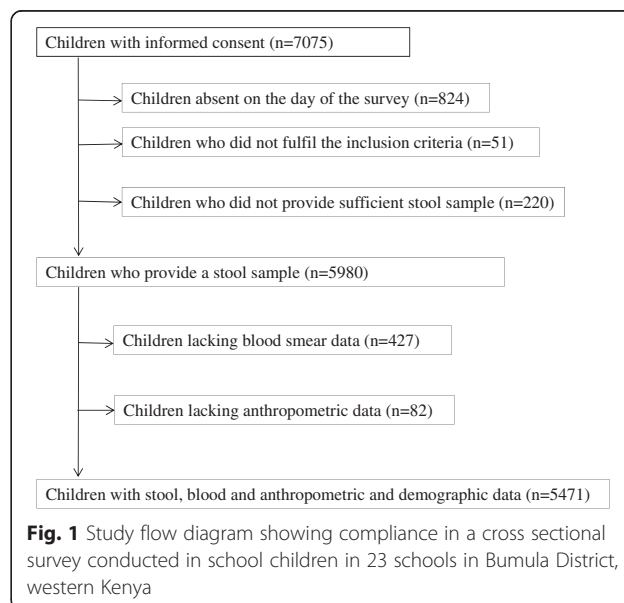 Children with informed consent (n=7075)
Children absent on the day of the survey (n=824)
Children who did not fulfil the inclusion criteria (n=51)
Children who did not provide sufficient stool sample (n=220)
Children who provide a stool sample (n=5980)
Children lacking blood smear data (n=427)
Children lacking anthropometric data (n=82)
Children with stool, blood and anthropometric and demographic data (n=5471)
Fig. 1 Study flow diagram showing compliance in a cross sectional
survey conducted in school children in 23 schools in Bumula District,
western Kenya